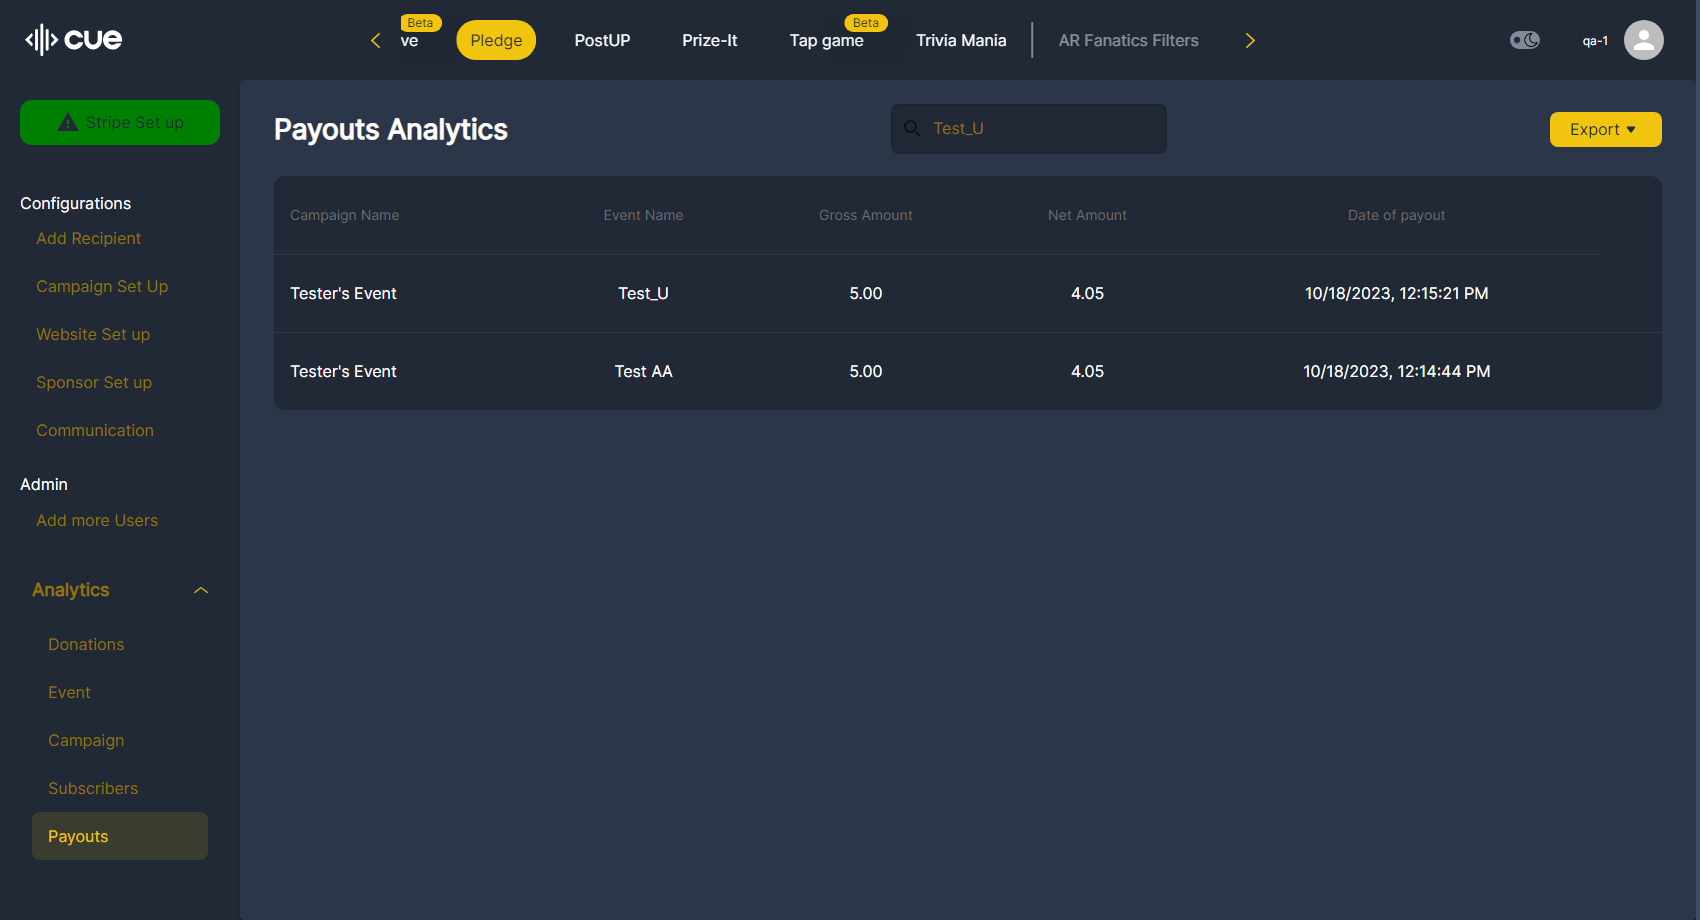 cue
Beta
ve
Pledge
PostUP
Prize-It
Beta
Tap game
Trivia Mania
AR Fanatics Filters
qa-1
Stripe Set up
Configurations
Add Recipient
Campaign Set Up
Website Set up
Sponsor Set up
Communication
Admin
Add more Users
Analytics
Donations
Event
Campaign
Subscribers
Payouts
Payouts Analytics
Test_U
Export
Campaign Name Event Name Gross Amount Net Amount Date of payout
Tester's Event Test_U 5.00 4.05 10/18/2023, 12:15:21 PM
Tester's Event Test AA 5.00 4.05 10/18/2023, 12:14:44 PM